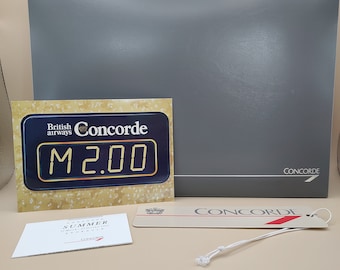 British
airways Concorde
M 2.00
CONCORDE
SUMMER
CONCORDE